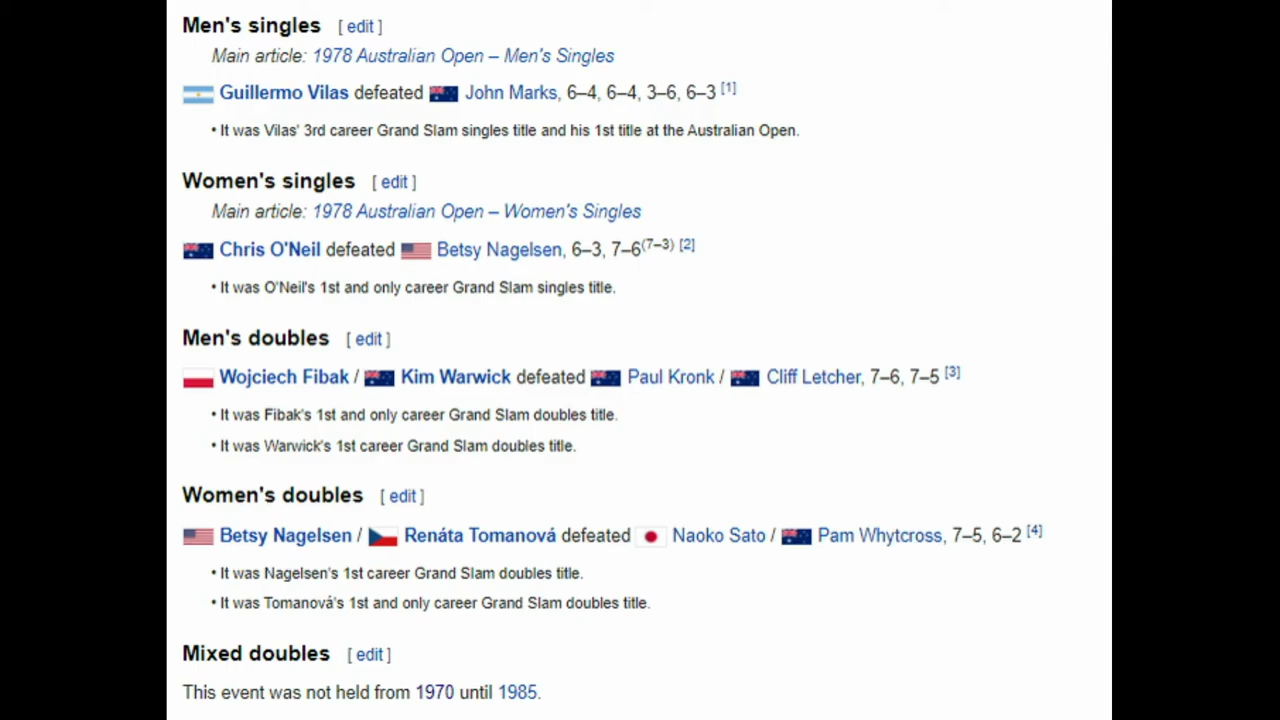 Men's singles [ edit ]
Main article: 1978 Australian Open – Men's Singles
Guillermo Vilas defeated John Marks, 6–4, 6–4, 3–6, 6–3 [1]
• It was Vilas' 3rd career Grand Slam singles title and his 1st title at the Australian Open.
Women's singles [ edit ]
Main article: 1978 Australian Open – Women's Singles
Chris O'Neil defeated Betsy Nagelsen, 6–3, 7–6(7–3) [2]
• It was O'Neil's 1st and only career Grand Slam singles title.
Men's doubles [ edit ]
Wojciech Fibak / Kim Warwick defeated Paul Kronk / Cliff Letcher, 7–6, 7–5 [3]
• It was Fibak's 1st and only career Grand Slam doubles title.
• It was Warwick's 1st career Grand Slam doubles title.
Women's doubles [ edit ]
Betsy Nagelsen / Renáta Tomanová defeated Naoko Sato / Pam Whytcross, 7–5, 6–2 [4]
• It was Nagelsen's 1st career Grand Slam doubles title.
• It was Tomanová's 1st and only career Grand Slam doubles title.
Mixed doubles [ edit ]
This event was not held from 1970 until 1985.